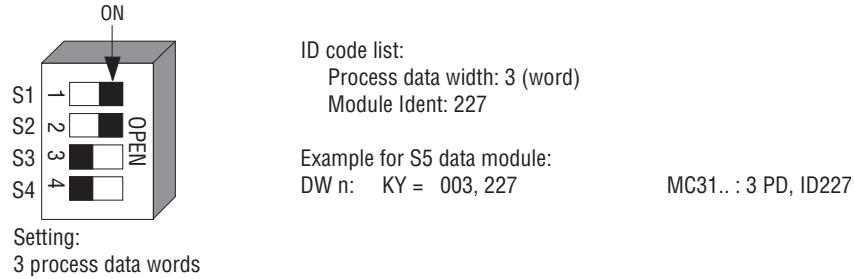 ON
S1 1
S2 2
S3 3
S4 4
OPEN
Setting:
3 process data words
ID code list:
Process data width: 3 (word)
Module Ident: 227
Example for S5 data module:
DW n: KY = 003, 227 MC31.. : 3 PD, ID227